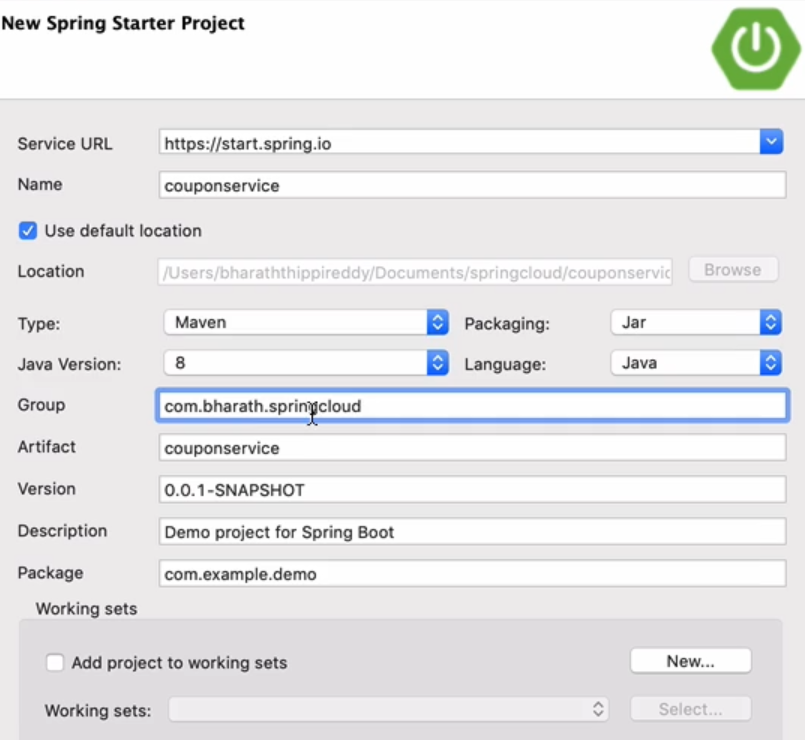 New Spring Starter Project
Service URL https://start.spring.io
Name couponservice
Use default location
Location /Users/bharaththippireddy/Documents/springcloud/couponservic Browse
Type: Maven Packaging: Jar
Java Version: 8 Language: Java
Group com.bharath.springcloud
Artifact couponservice
Version 0.0.1-SNAPSHOT
Description Demo project for Spring Boot
Package com.example.demo
Working sets
Add project to working sets New...
Working sets: Select...